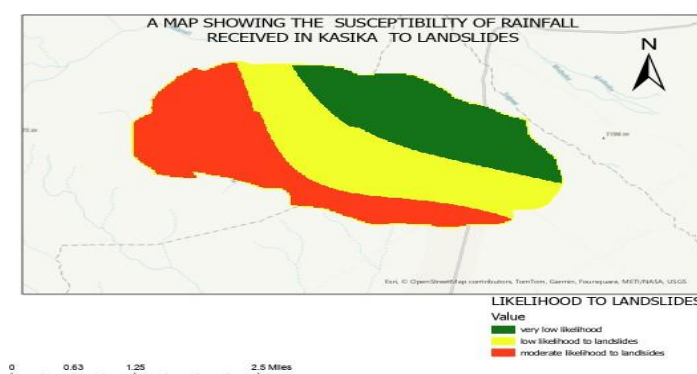 A MAP SHOWING THE SUSCEPTIBILITY OF RAINFALL
RECEIVED IN KASIKA TO LANDSLIDES
N
Esri, © OpenStreetMap contributors, TomTom, Garmin, Foursquare, METI/NASA, USGS
LIKELIHOOD TO LANDSLIDES
Value
very low likelihood
low likelihood to landslides
moderate likelihood to landslides
0 0.63 1.25 2.5 Miles